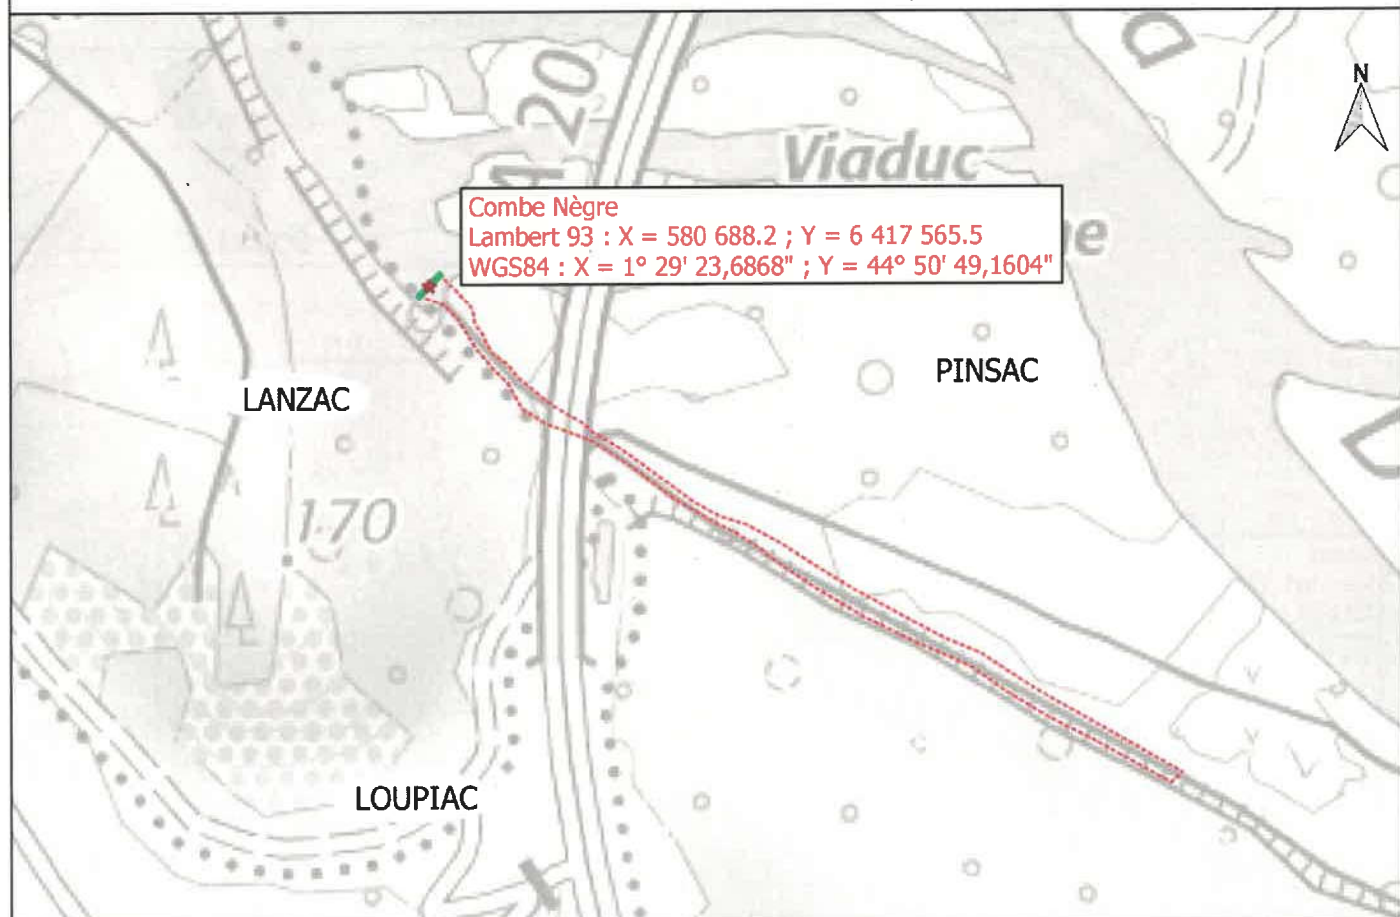 N
A 20
Viaduc
Combe Nègre
Lambert 93 : X = 580 688.2 ; Y = 6 417 565.5
WGS84 : X = 1° 29' 23,6868" ; Y = 44° 50' 49,1604"
PINSAC
LANZAC
170
LOUPIAC